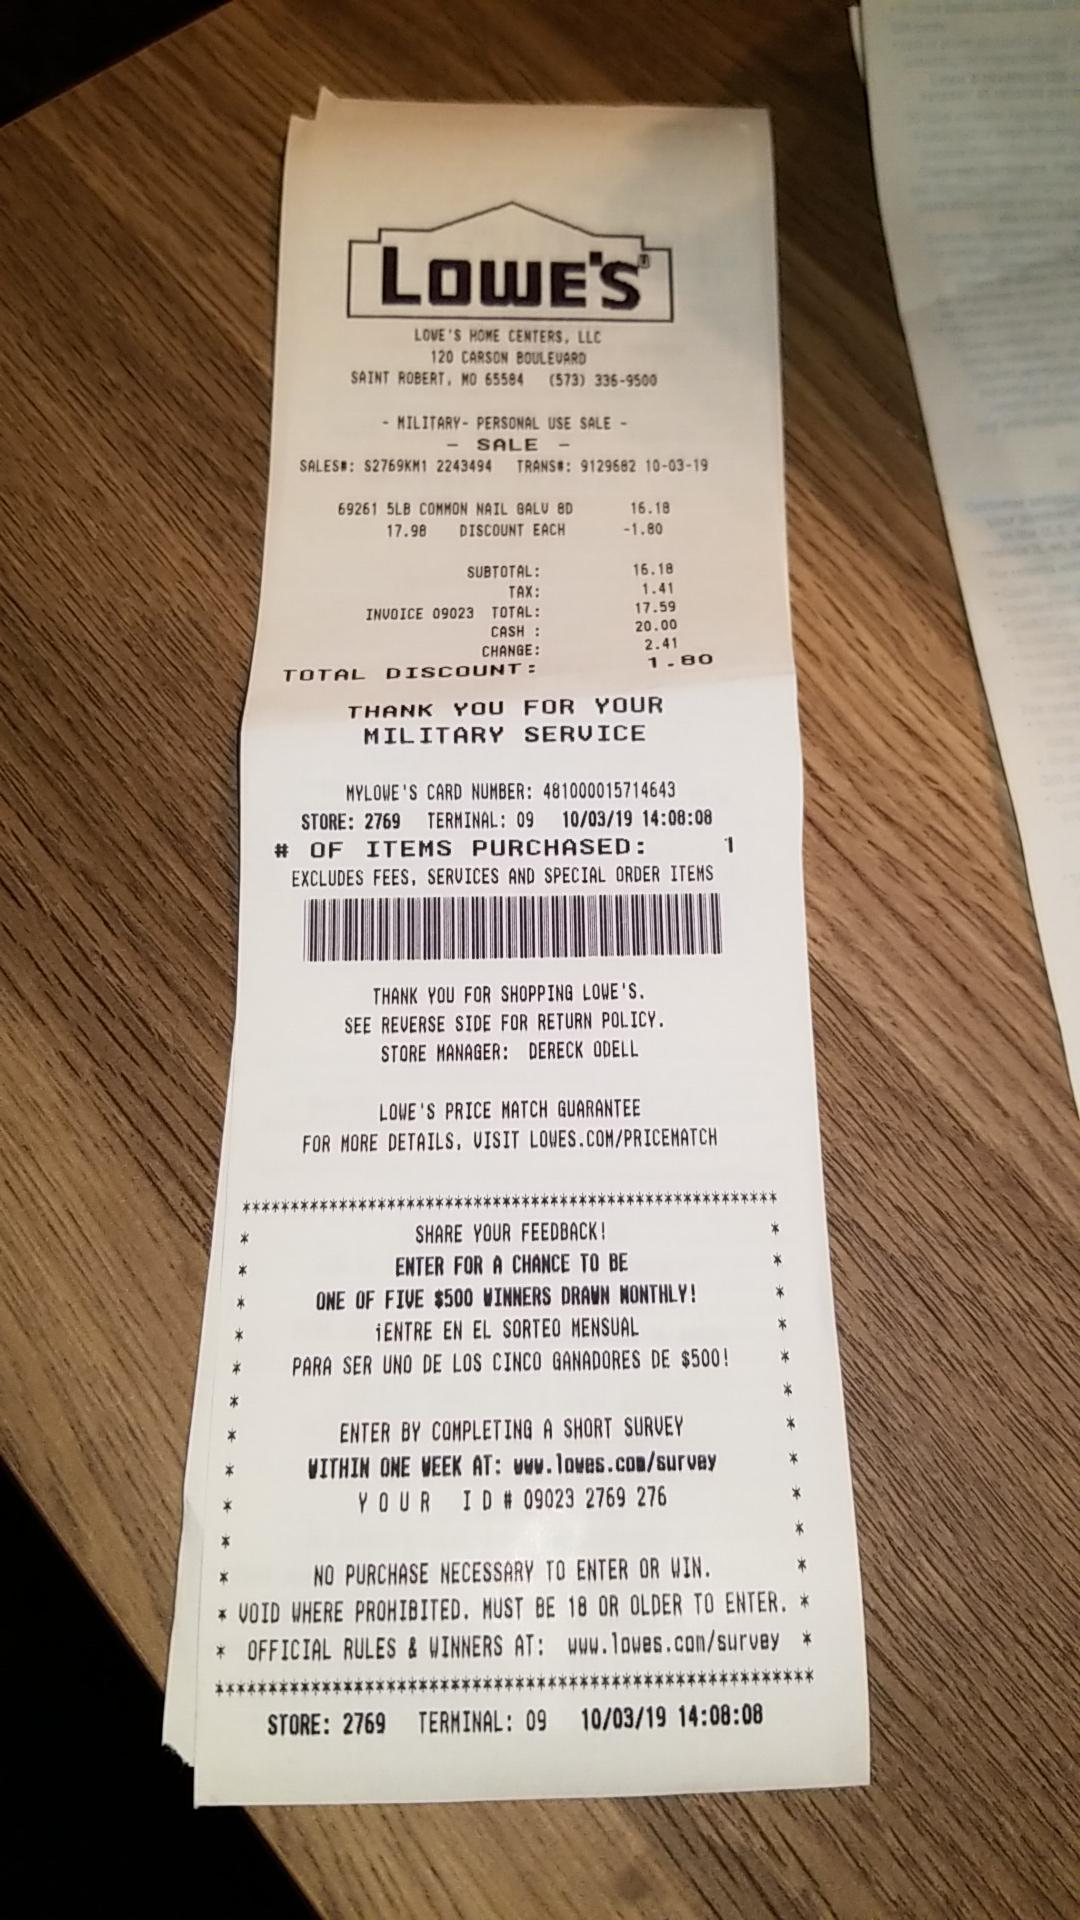 LOWE'S
LOWE'S HOME CENTERS, LLC
120 CARSON BOULEVARD
SAINT ROBERT, MO 65584 (573) 336-9500
- MILITARY- PERSONAL USE SALE -
- SALE -
SALES#: S2769KM1 2243494 TRANS#: 9129682 10-03-19
69261 5LB COMMON NAIL GALV 8D 16.18
17.98 DISCOUNT EACH -1.80
SUBTOTAL: 16.18
TAX: 1.41
INVOICE 09023 TOTAL: 17.59
CASH : 20.00
CHANGE: 2.41
TOTAL DISCOUNT: 1.80
THANK YOU FOR YOUR
MILITARY SERVICE
MYLOWE'S CARD NUMBER: 481000015714643
STORE: 2769 TERMINAL: 09 10/03/19 14:08:08
# OF ITEMS PURCHASED: 1
EXCLUDES FEES, SERVICES AND SPECIAL ORDER ITEMS
THANK YOU FOR SHOPPING LOWE'S.
SEE REVERSE SIDE FOR RETURN POLICY.
STORE MANAGER: DERECK ODELL
LOWE'S PRICE MATCH GUARANTEE
FOR MORE DETAILS, VISIT LOWES.COM/PRICEMATCH
*******************************************************
* SHARE YOUR FEEDBACK! *
* ENTER FOR A CHANCE TO BE *
* ONE OF FIVE $500 WINNERS DRAWN MONTHLY! *
* ¡ENTRE EN EL SORTEO MENSUAL *
* PARA SER UNO DE LOS CINCO GANADORES DE $500! *
* *
* ENTER BY COMPLETING A SHORT SURVEY *
* WITHIN ONE WEEK AT: www.lowes.com/survey *
* Y O U R I D # 09023 2769 276 *
* *
* NO PURCHASE NECESSARY TO ENTER OR WIN. *
* VOID WHERE PROHIBITED. MUST BE 18 OR OLDER TO ENTER. *
* OFFICIAL RULES & WINNERS AT: www.lowes.com/survey *
*******************************************************
STORE: 2769 TERMINAL: 09 10/03/19 14:08:08